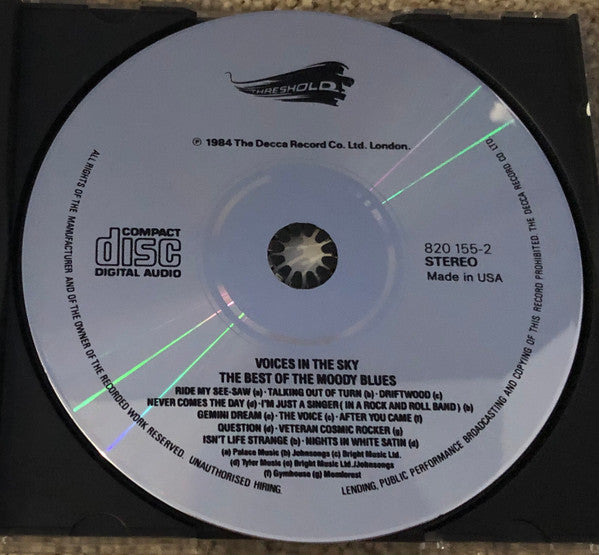 THRESHOLD
℗ 1984 The Decca Record Co. Ltd. London.
COMPACT
disc
DIGITAL AUDIO
820 155-2
STEREO
Made in USA
VOICES IN THE SKY
THE BEST OF THE MOODY BLUES
RIDE MY SEE-SAW (a) · TALKING OUT OF TURN (b) · DRIFTWOOD (c)
NEVER COMES THE DAY (d) · I'M JUST A SINGER (IN A ROCK AND ROLL BAND) (b)
GEMINI DREAM (e) · THE VOICE (c) · AFTER YOU CAME (f)
QUESTION (d) · VETERAN COSMIC ROCKER (g)
ISN'T LIFE STRANGE (b) · NIGHTS IN WHITE SATIN (d)
(a) Palace Music (b) Johnsongs (c) Bright Music Ltd.
(d) Tyler Music (e) Bright Music Ltd./Johnsongs
(f) Gymhouse (g) Momlorest
ALL RIGHTS OF THE MANUFACTURER AND OF THE OWNER OF THE RECORDED WORK RESERVED. UNAUTHORISED HIRING, LENDING, PUBLIC PERFORMANCE BROADCASTING AND COPYING OF THIS RECORD PROHIBITED THE DECCA RECORD CO. LTD.